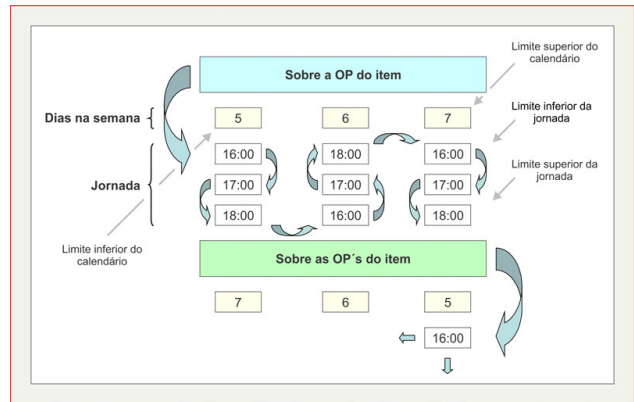 Limite superior do
calendário
Sobre a OP do item
Dias na semana
5
6
7
Limite inferior da
jornada
Jornada
16:00
18:00
16:00
17:00
17:00
17:00
Limite superior da
jornada
18:00
16:00
18:00
Limite inferior do
calendário
Sobre as OP´s do item
7
6
5
16:00